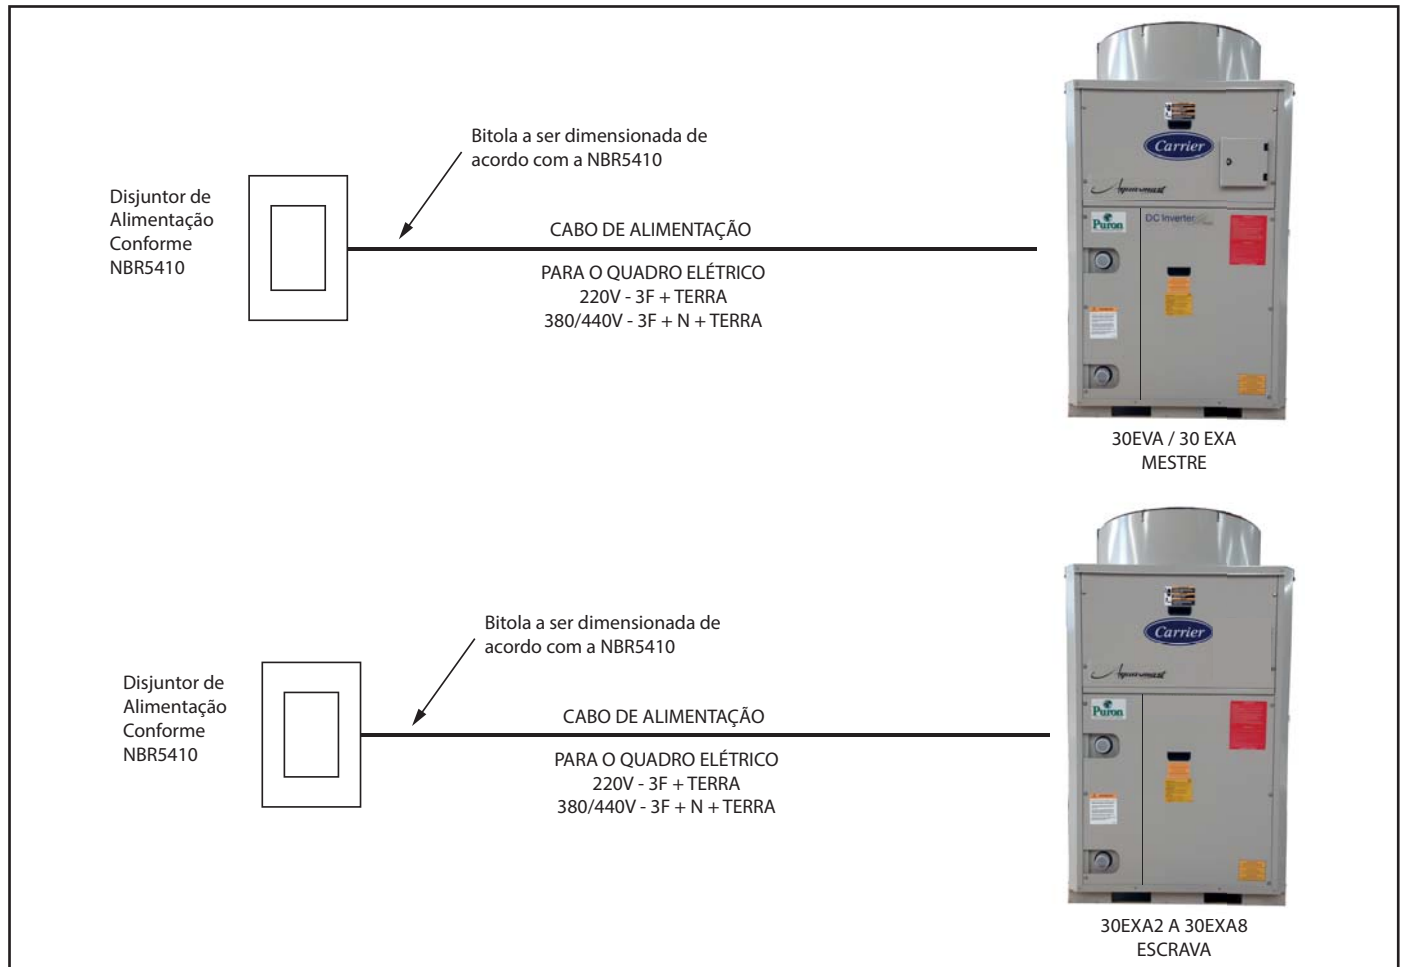 Bitola a ser dimensionada de
acordo com a NBR5410
Disjuntor de
Alimentação
Conforme
NBR5410
CABO DE ALIMENTAÇÃO
PARA O QUADRO ELÉTRICO
220V - 3F + TERRA
380/440V - 3F + N + TERRA
Carrier
Puron
DC Inverter
30EVA / 30 EXA
MESTRE
Bitola a ser dimensionada de
acordo com a NBR5410
Disjuntor de
Alimentação
Conforme
NBR5410
CABO DE ALIMENTAÇÃO
PARA O QUADRO ELÉTRICO
220V - 3F + TERRA
380/440V - 3F + N + TERRA
Carrier
Puron
30EXA2 A 30EXA8
ESCRAVA